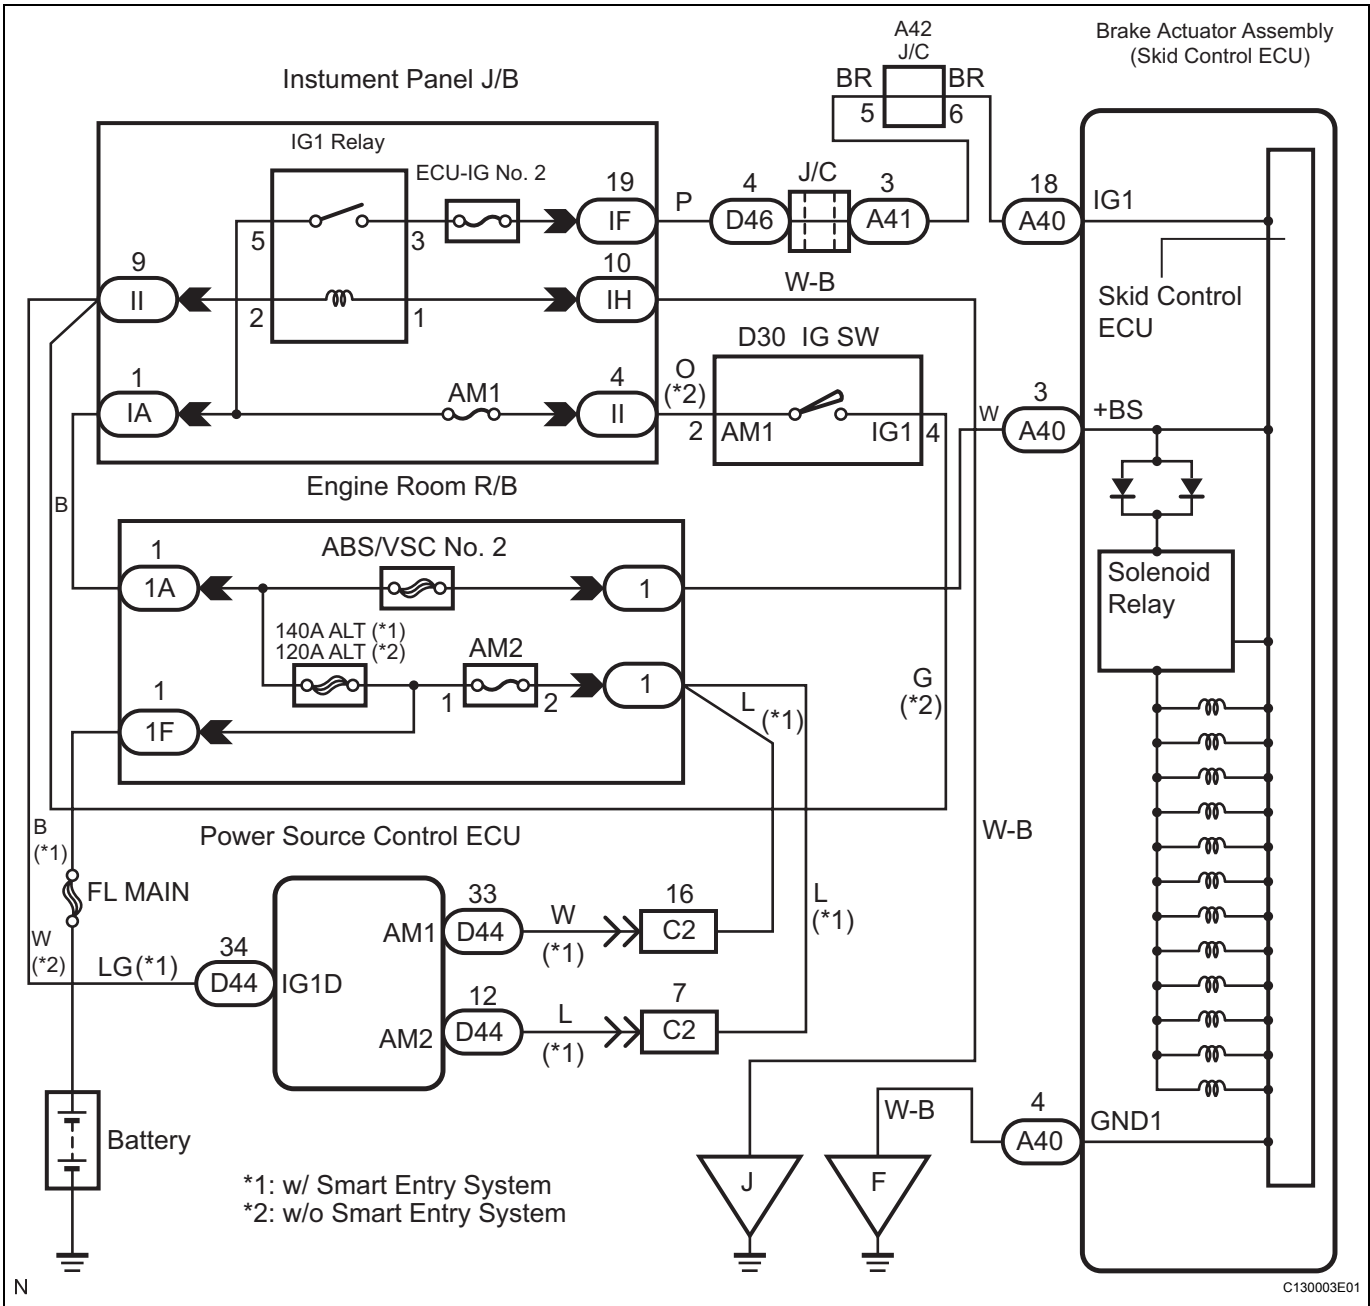 A42
J/C
Brake Actuator Assembly
(Skid Control ECU)
Instument Panel J/B
BR
BR
5
6
IG1 Relay
ECU-IG No. 2
19
IF
P
4
D46
J/C
3
A41
18
A40
IG1
5
3
9
II
2
1
10
IH
W-B
Skid Control
ECU
D30 IG SW
1
IA
AM1
4
II
O
(*2)
2
AM1
IG1
4
W
3
A40
+BS
B
Engine Room R/B
ABS/VSC No. 2
1
1A
1
Solenoid
Relay
140A ALT (*1)
120A ALT (*2)
AM2
1
2
1
1
1F
L
(*1)
G
(*2)
B
(*1)
Power Source Control ECU
W-B
FL MAIN
W
(*2)
LG(*1)
34
D44
IG1D
AM1
33
D44
W
(*1)
16
C2
L
(*1)
AM2
12
D44
L
(*1)
7
C2
W-B
4
A40
GND1
Battery
J
F
*1: w/ Smart Entry System
*2: w/o Smart Entry System
N
C130003E01